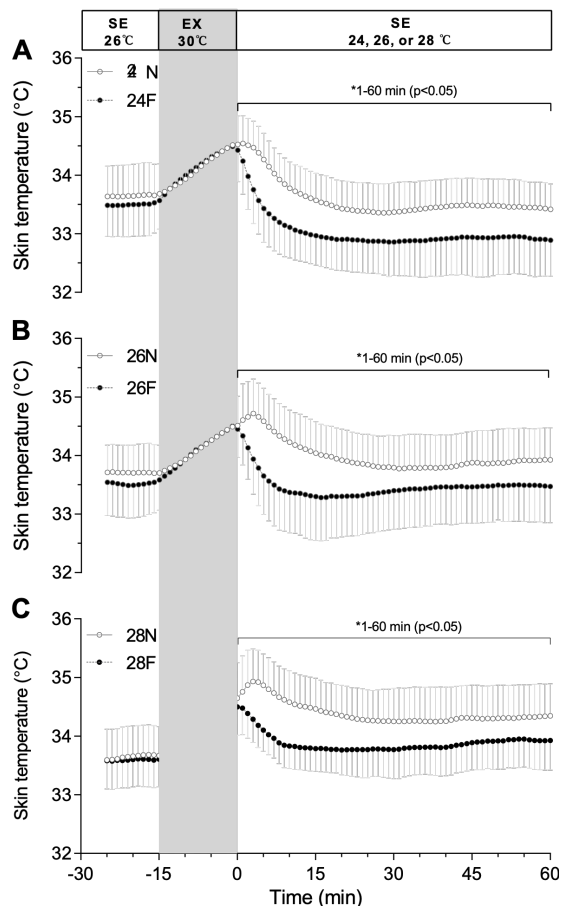 SE EX SE
26℃ 30℃ 24, 26, or 28 ℃
A
36
35
34
33
32
Skin temperature (°C)
N
24F
*1-60 min (p<0.05)
B
36
35
34
33
32
Skin temperature (°C)
26N
26F
*1-60 min (p<0.05)
C
36
35
34
33
32
Skin temperature (°C)
28N
28F
*1-60 min (p<0.05)
-30 -15 0 15 30 45 60
Time (min)